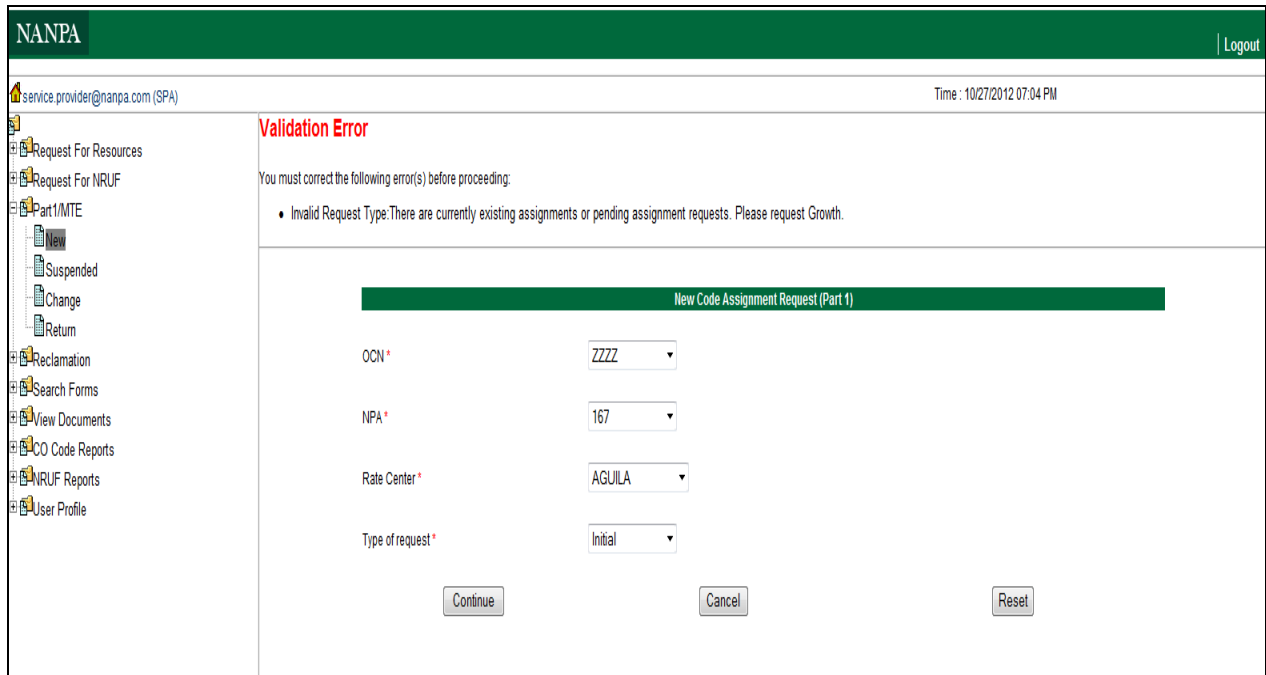 NANPA
Logout
service.provider@nanpa.com (SPA)
Time : 10/27/2012 07:04 PM
Request For Resources
Request For NRUF
Part1/MTE
New
Suspended
Change
Return
Reclamation
Search Forms
View Documents
CO Code Reports
NRUF Reports
User Profile
Validation Error
You must correct the following error(s) before proceeding:
• Invalid Request Type:There are currently existing assignments or pending assignment requests. Please request Growth.
New Code Assignment Request (Part 1)
OCN * ZZZZ
NPA * 167
Rate Center * AGUILA
Type of request * Initial
Continue Cancel Reset